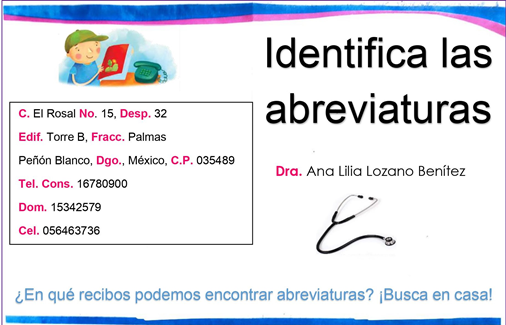 Identifica las
abreviaturas
C. El Rosal No. 15, Desp. 32
Edif. Torre B, Fracc. Palmas
Peñón Blanco, Dgo., México, C.P. 035489
Tel. Cons. 16780900
Dom. 15342579
Cel. 056463736
Dra. Ana Lilia Lozano Benítez
¿En qué recibos podemos encontrar abreviaturas? ¡Busca en casa!